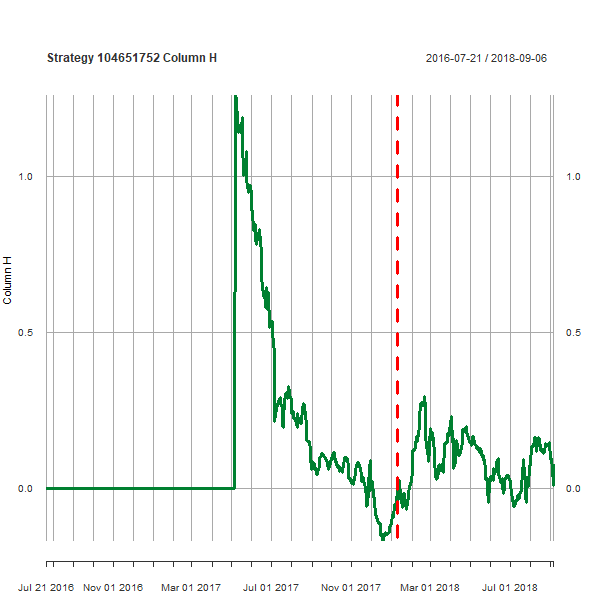 Strategy 104651752 Column H
2016-07-21 / 2018-09-06
Column H
1.0
1.0
0.5
0.5
0.0
0.0
Jul 21 2016
Nov 01 2016
Mar 01 2017
Jul 01 2017
Nov 01 2017
Mar 01 2018
Jul 01 2018